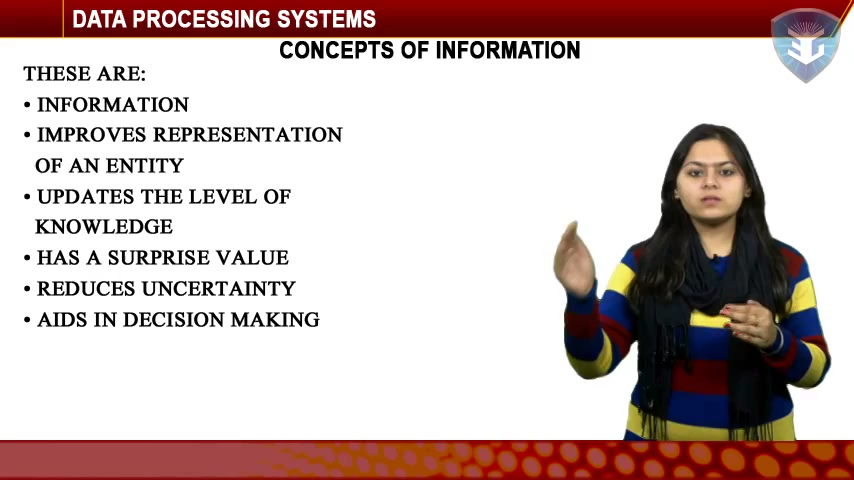 DATA PROCESSING SYSTEMS
CONCEPTS OF INFORMATION
THESE ARE:
• INFORMATION
• IMPROVES REPRESENTATION
OF AN ENTITY
• UPDATES THE LEVEL OF
KNOWLEDGE
• HAS A SURPRISE VALUE
• REDUCES UNCERTAINTY
• AIDS IN DECISION MAKING